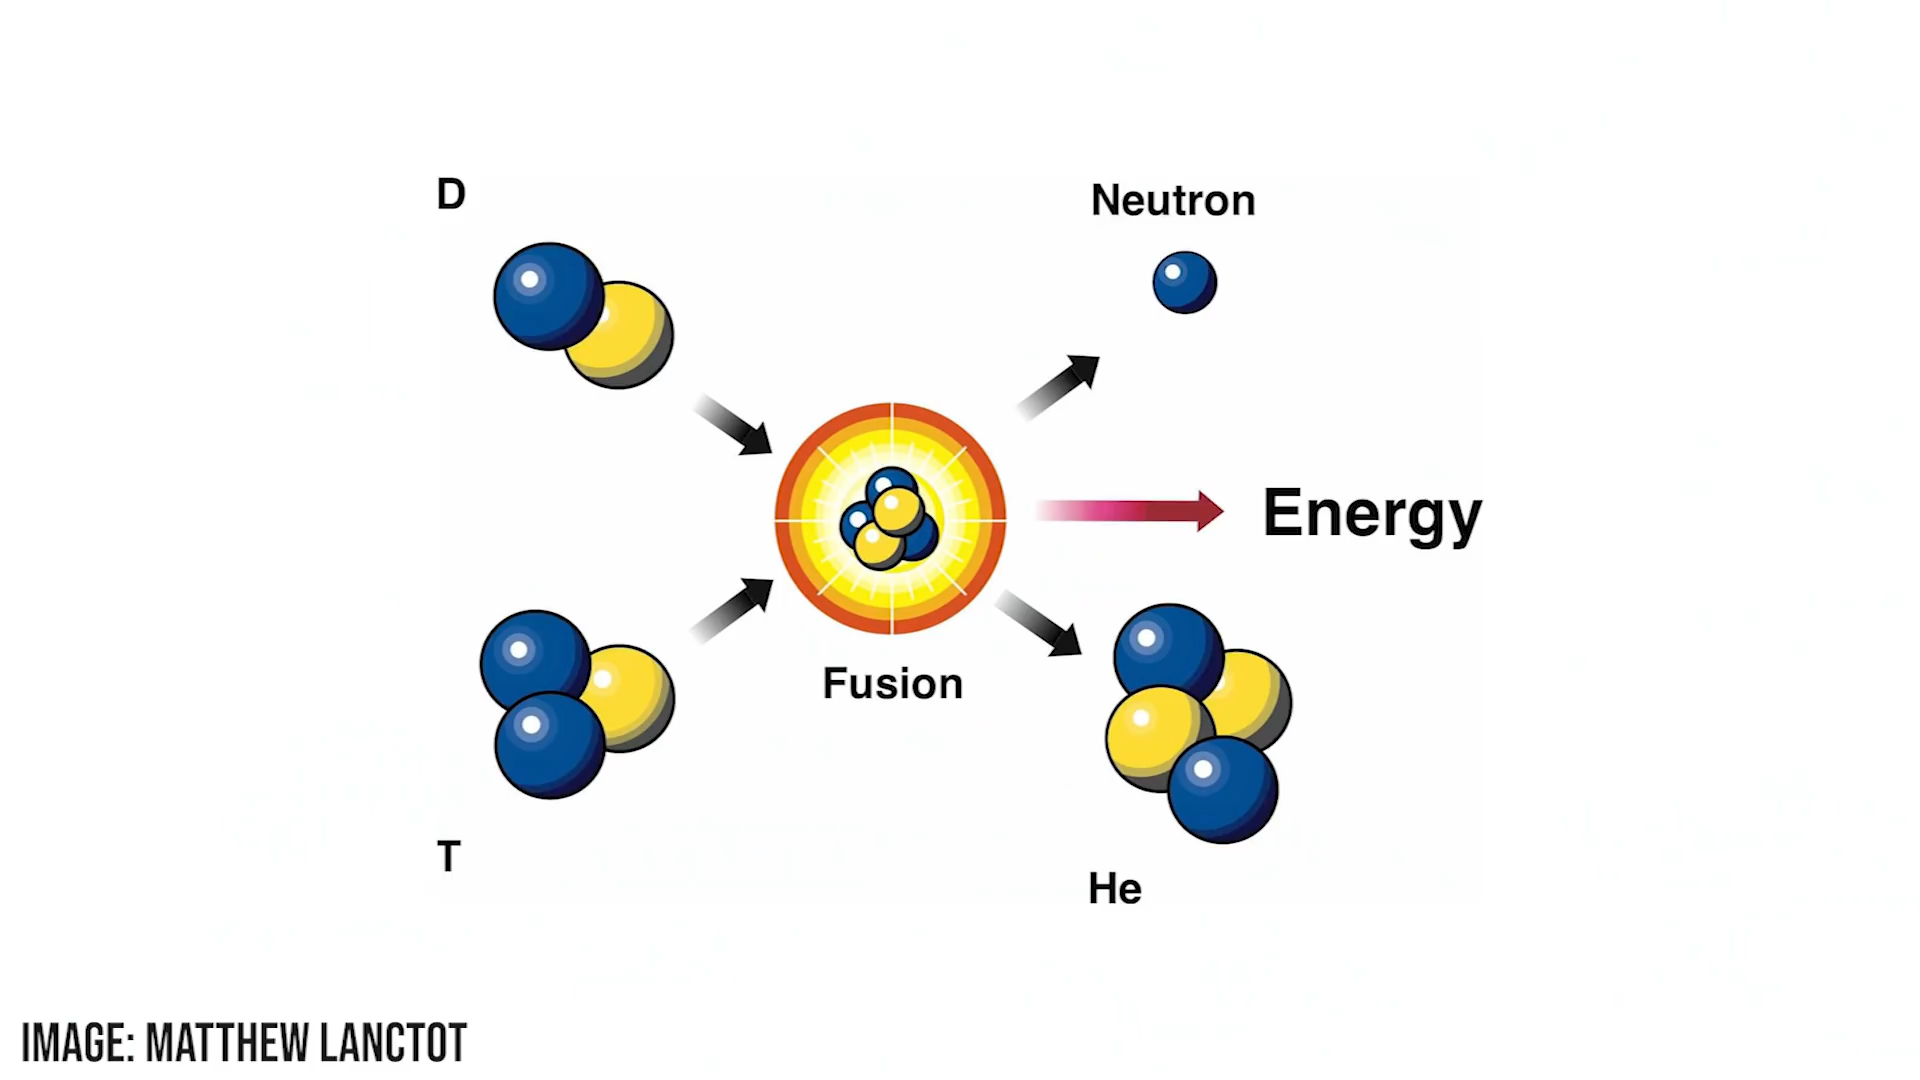 D
Neutron
Energy
Fusion
T
He
IMAGE: MATTHEW LANCTOT